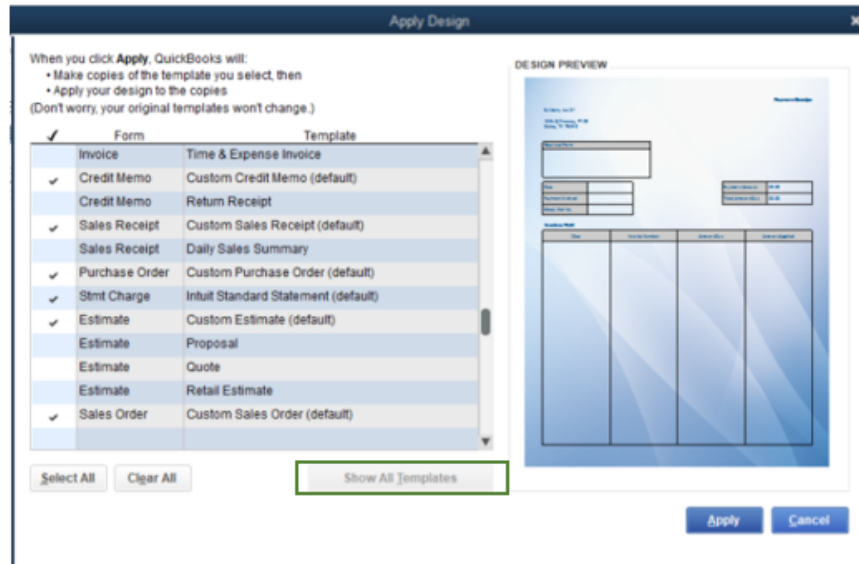 Apply Design
When you click Apply, QuickBooks will:
• Make copies of the template you select, then
• Apply your design to the copies
(Don't worry, your original templates won't change.)
✓ Form Template
Invoice Time & Expense Invoice
✓ Credit Memo Custom Credit Memo (default)
Credit Memo Return Receipt
✓ Sales Receipt Custom Sales Receipt (default)
Sales Receipt Daily Sales Summary
✓ Purchase Order Custom Purchase Order (default)
✓ Stmt Charge Intuit Standard Statement (default)
✓ Estimate Custom Estimate (default)
Estimate Proposal
Estimate Quote
Estimate Retail Estimate
✓ Sales Order Custom Sales Order (default)
Select All Clear All Show All Templates
DESIGN PREVIEW
Payment Receipt
Apply Cancel